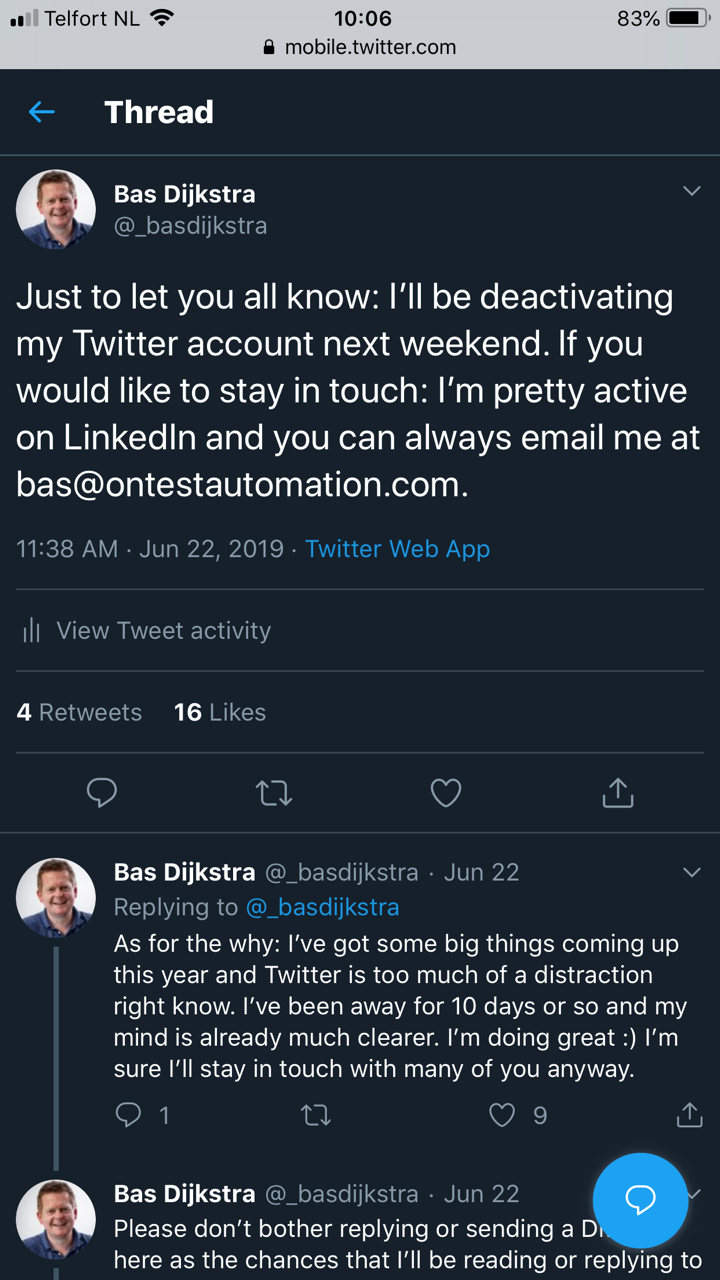 Telfort NL 10:06 83%
mobile.twitter.com
Thread
Bas Dijkstra
@_basdijkstra
Just to let you all know: I’ll be deactivating
my Twitter account next weekend. If you
would like to stay in touch: I’m pretty active
on LinkedIn and you can always email me at
bas@ontestautomation.com.
11:38 AM · Jun 22, 2019 · Twitter Web App
View Tweet activity
4 Retweets 16 Likes
Bas Dijkstra @_basdijkstra · Jun 22
Replying to @_basdijkstra
As for the why: I’ve got some big things coming up
this year and Twitter is too much of a distraction
right know. I’ve been away for 10 days or so and my
mind is already much clearer. I’m doing great :) I’m
sure I’ll stay in touch with many of you anyway.
1 9
Bas Dijkstra @_basdijkstra · Jun 22
Please don’t bother replying or sending a
here as the chances that I’ll be reading or replying to